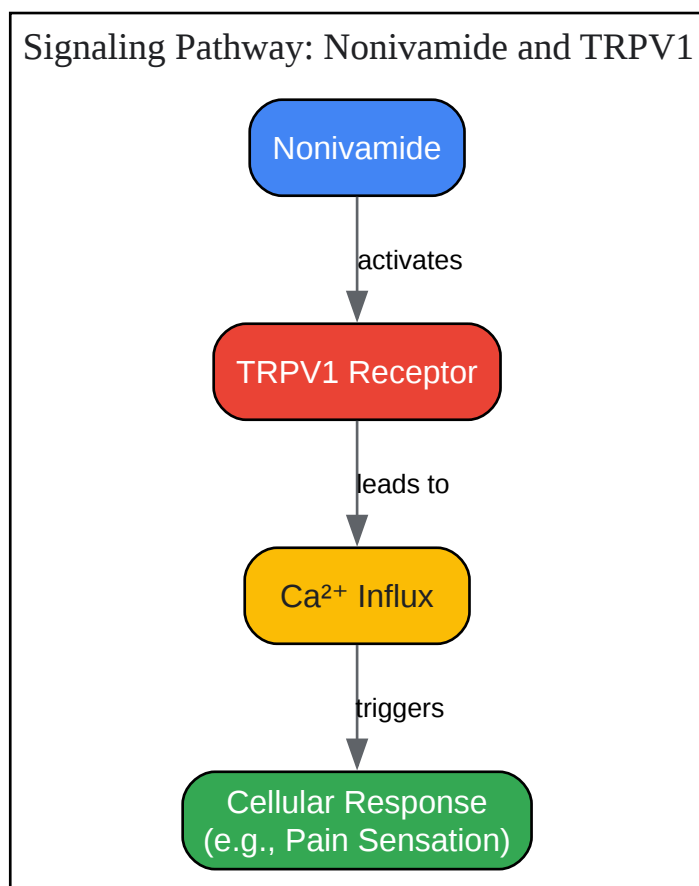 Signaling Pathway: Nonivamide and TRPV1
Nonivamide
activates
TRPV1 Receptor
leads to
Ca²⁺ Influx
triggers
Cellular Response
(e.g., Pain Sensation)